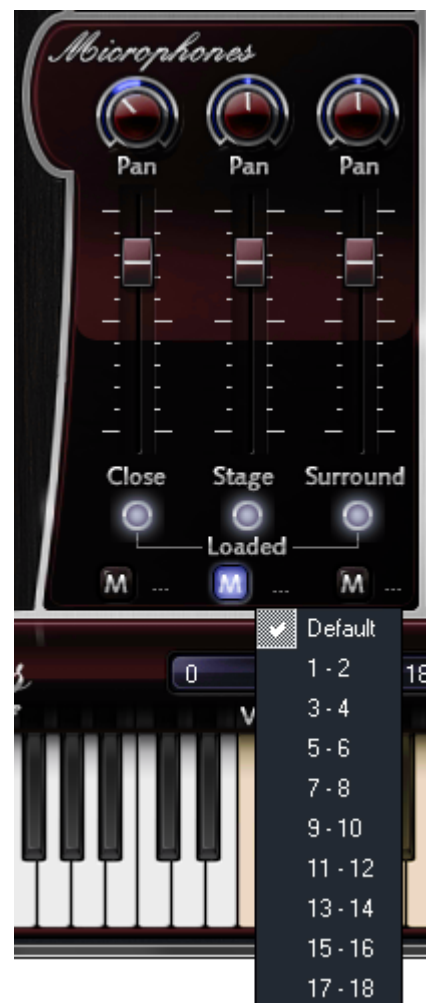 Microphones
Pan Pan Pan
Close Stage Surround
Loaded
M ... M ... M ...
Default
0
1 - 2
18
3 - 4
5 - 6
7 - 8
9 - 10
11 - 12
13 - 14
15 - 16
17 - 18